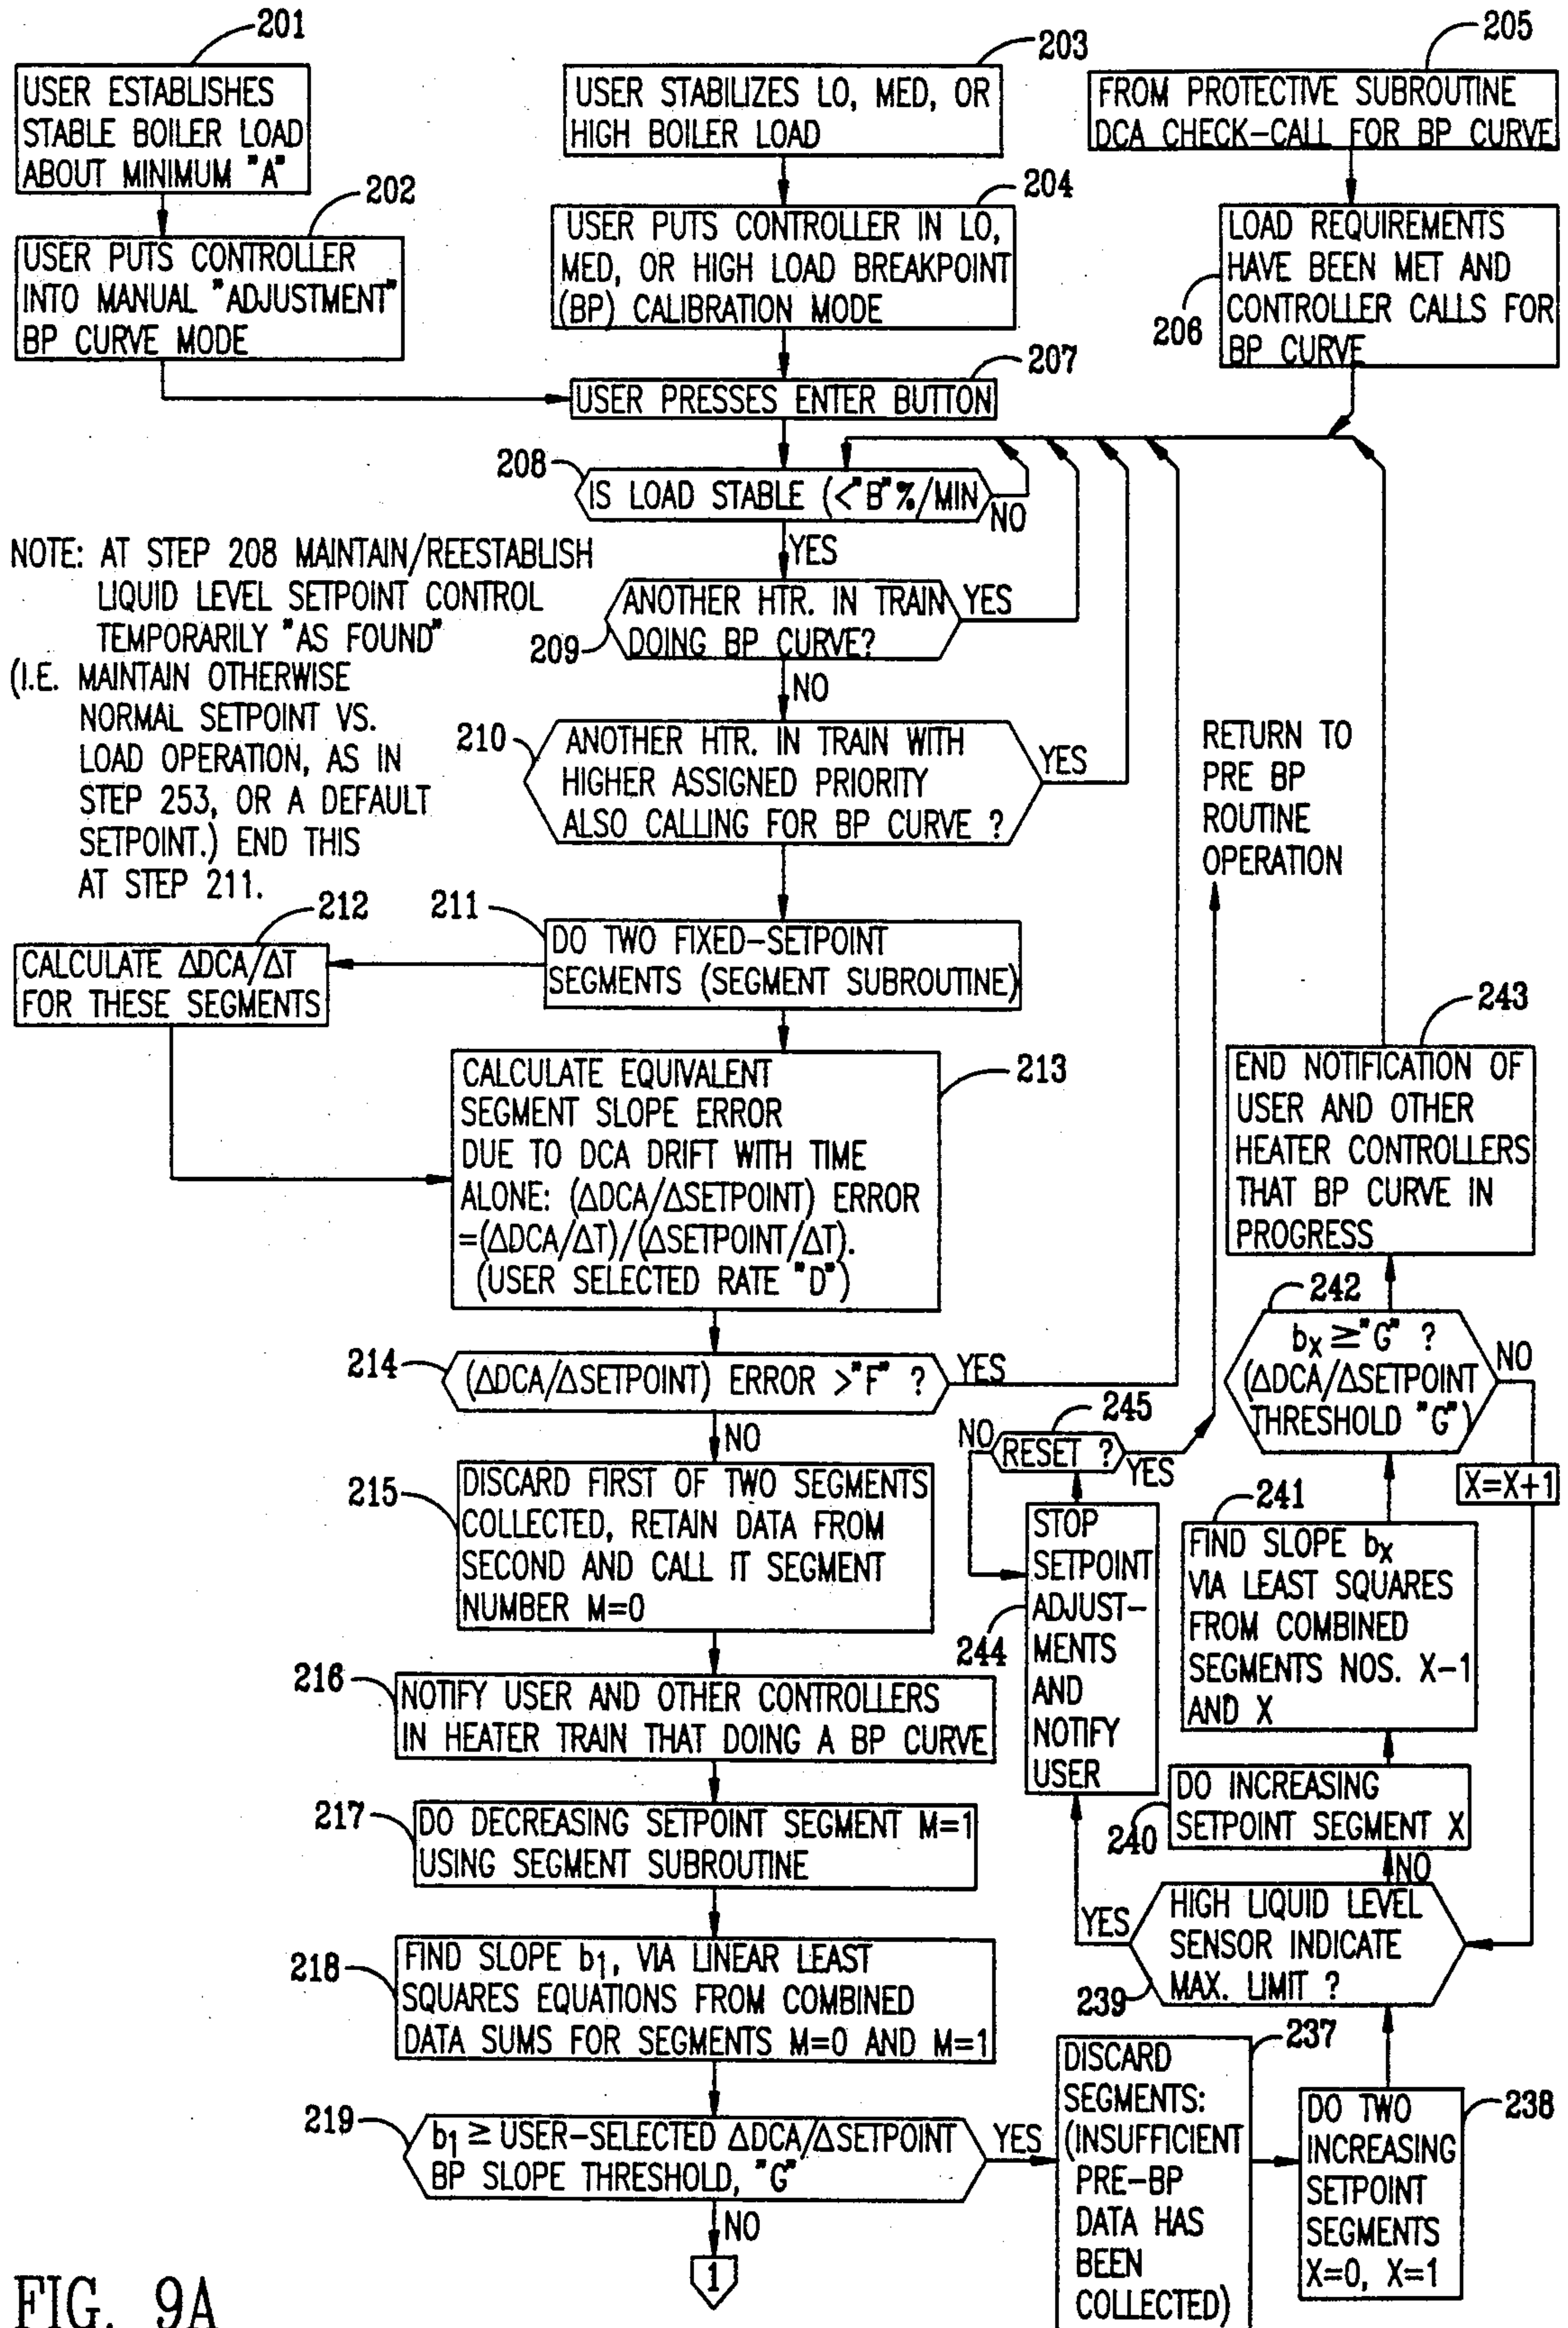 201
USER ESTABLISHES
STABLE BOILER LOAD
ABOUT MINIMUM "A"
202
USER PUTS CONTROLLER
INTO MANUAL "ADJUSTMENT"
BP CURVE MODE
203
USER STABILIZES LO, MED, OR
HIGH BOILER LOAD
204
USER PUTS CONTROLLER IN LO,
MED, OR HIGH LOAD BREAKPOINT
(BP) CALIBRATION MODE
205
FROM PROTECTIVE SUBROUTINE
DCA CHECK-CALL FOR BP CURVE
206
LOAD REQUIREMENTS
HAVE BEEN MET AND
CONTROLLER CALLS FOR
BP CURVE
207
USER PRESSES ENTER BUTTON
208
IS LOAD STABLE (<"B"%/MIN
NO
YES
NOTE: AT STEP 208 MAINTAIN/REESTABLISH
LIQUID LEVEL SETPOINT CONTROL
TEMPORARILY "AS FOUND"
(I.E. MAINTAIN OTHERWISE
NORMAL SETPOINT VS.
LOAD OPERATION, AS IN
STEP 253, OR A DEFAULT
SETPOINT.) END THIS
AT STEP 211.
209
ANOTHER HTR. IN TRAIN
DOING BP CURVE?
YES
NO
210
ANOTHER HTR. IN TRAIN WITH
HIGHER ASSIGNED PRIORITY
ALSO CALLING FOR BP CURVE ?
YES
RETURN TO
PRE BP
ROUTINE
OPERATION
211
DO TWO FIXED-SETPOINT
SEGMENTS (SEGMENT SUBROUTINE)
212
CALCULATE ΔDCA/ΔT
FOR THESE SEGMENTS
213
CALCULATE EQUIVALENT
SEGMENT SLOPE ERROR
DUE TO DCA DRIFT WITH TIME
ALONE: (ΔDCA/ΔSETPOINT) ERROR
=(ΔDCA/ΔT)/(ΔSETPOINT/ΔT).
(USER SELECTED RATE "D")
214
(ΔDCA/ΔSETPOINT) ERROR >"F" ?
YES
NO
215
DISCARD FIRST OF TWO SEGMENTS
COLLECTED, RETAIN DATA FROM
SECOND AND CALL IT SEGMENT
NUMBER M=0
216
NOTIFY USER AND OTHER CONTROLLERS
IN HEATER TRAIN THAT DOING A BP CURVE
217
DO DECREASING SETPOINT SEGMENT M=1
USING SEGMENT SUBROUTINE
218
FIND SLOPE b1, VIA LINEAR LEAST
SQUARES EQUATIONS FROM COMBINED
DATA SUMS FOR SEGMENTS M=0 AND M=1
219
b1 ≥ USER-SELECTED ΔDCA/ΔSETPOINT
BP SLOPE THRESHOLD, "G"
YES
NO
1
237
DISCARD
SEGMENTS:
(INSUFFICIENT
PRE-BP
DATA HAS
BEEN
COLLECTED)
238
DO TWO
INCREASING
SETPOINT
SEGMENTS
X=0, X=1
239
HIGH LIQUID LEVEL
SENSOR INDICATE
MAX. LIMIT ?
YES
NO
240
DO INCREASING
SETPOINT SEGMENT X
241
FIND SLOPE bx
VIA LEAST SQUARES
FROM COMBINED
SEGMENTS NOS. X-1
AND X
242
bx ≥"G" ?
(ΔDCA/ΔSETPOINT
THRESHOLD "G")
NO
X=X+1
243
END NOTIFICATION OF
USER AND OTHER
HEATER CONTROLLERS
THAT BP CURVE IN
PROGRESS
244
STOP
SETPOINT
ADJUST-
MENTS
AND
NOTIFY
USER
245
RESET ?
NO
YES
FIG. 9A